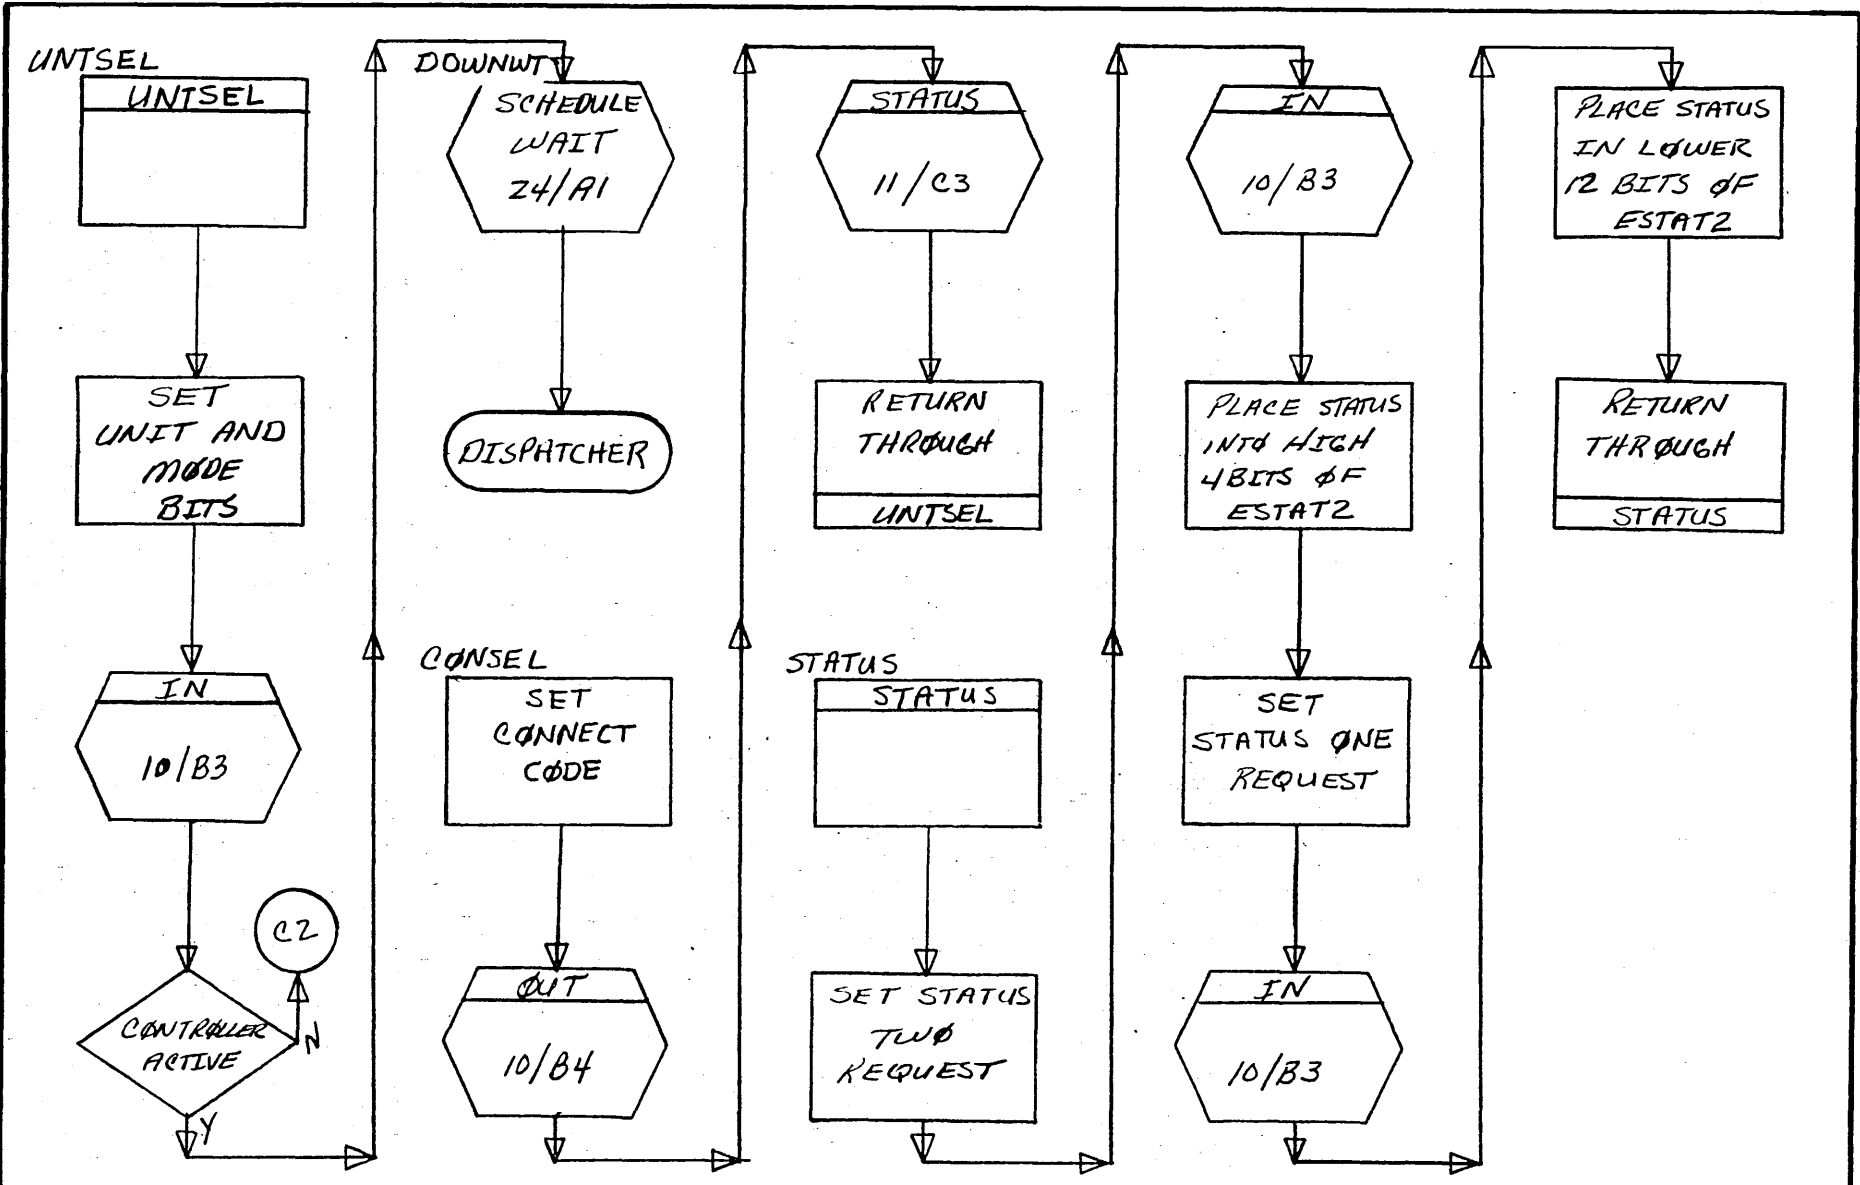 UNTSEL
UNTSEL
SET
UNIT AND
MØDE
BITS
IN
10/B3
C2
CØNTRØLLER
ACTIVE
N
Y
DOWNWT
SCHEDULE
WAIT
24/A1
DISPATCHER
CØNSEL
SET
CØNNECT
CØDE
ØUT
10/B4
STATUS
11/C3
RETURN
THRØUGH
UNTSEL
STATUS
STATUS
SET STATUS
TWØ
REQUEST
IN
10/B3
PLACE STATUS
INTØ HIGH
4 BITS ØF
ESTAT2
SET
STATUS ØNE
REQUEST
IN
10/B3
PLACE STATUS
IN LØWER
12 BITS ØF
ESTAT2
RETURN
THRØUGH
STATUS